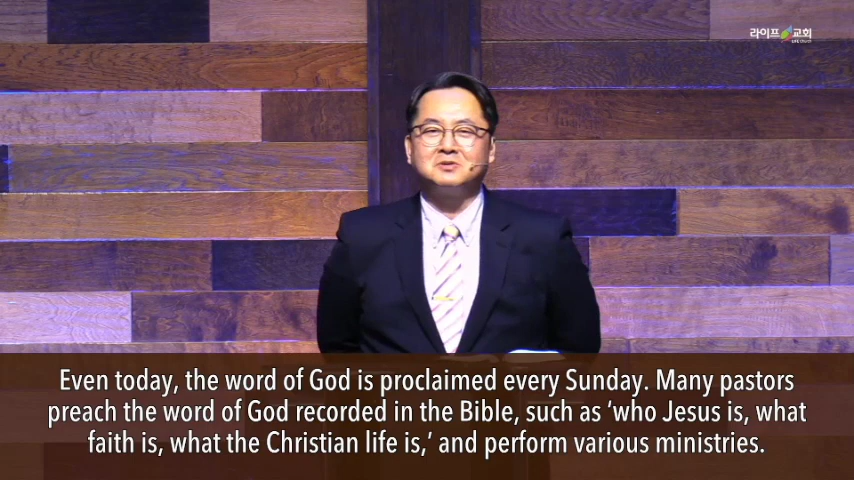 라이프교회
Even today, the word of God is proclaimed every Sunday. Many pastors
preach the word of God recorded in the Bible, such as ‘who Jesus is, what
faith is, what the Christian life is,’ and perform various ministries.